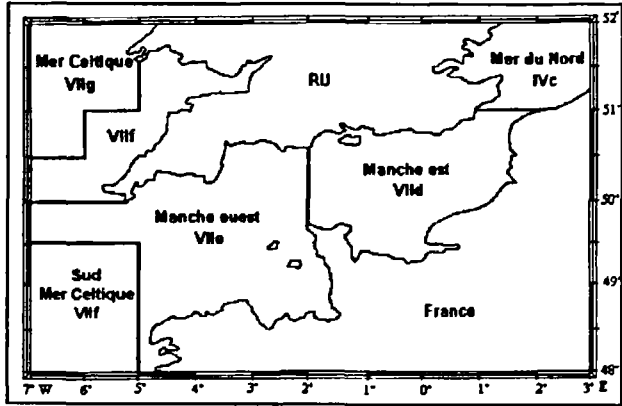 52°
Mer Celtique
VIIg
RU
Mer du Nord
IVc
51°
VIIf
Manche est
VIId
50°
Manche ouest
VIIe
Sud
Mer Celtique
VIIf
49°
France
48°
7° W 6° 5° 4° 3° 2° 1° 0° 1° 2° 3° E